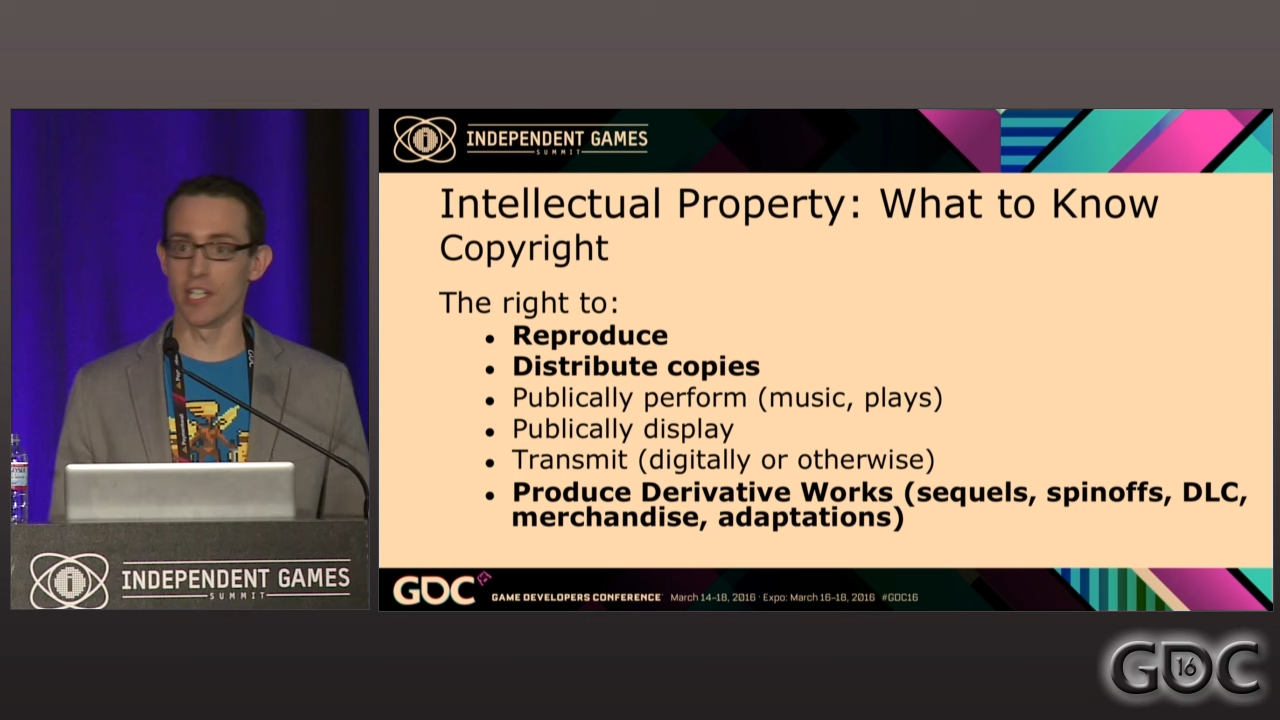 INDEPENDENT GAMES
SUMMIT
Intellectual Property: What to Know
Copyright
The right to:
• Reproduce
• Distribute copies
• Publically perform (music, plays)
• Publically display
• Transmit (digitally or otherwise)
• Produce Derivative Works (sequels, spinoffs, DLC,
merchandise, adaptations)
INDEPENDENT GAMES
SUMMIT
GDC
GAME DEVELOPERS CONFERENCE March 14–18, 2016 · Expo: March 16–18, 2016 #GDC16
GDC
16